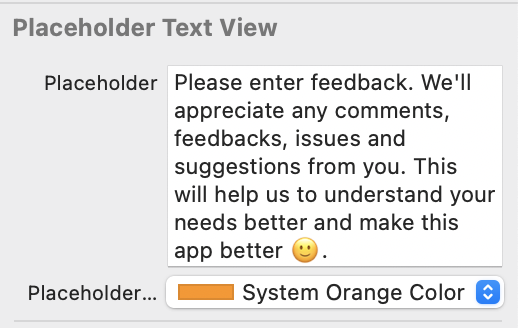 Placeholder Text View
Placeholder
Please enter feedback. We'll
appreciate any comments,
feedbacks, issues and
suggestions from you. This
will help us to understand your
needs better and make this
app better 🙂.
Placeholder...
System Orange Color